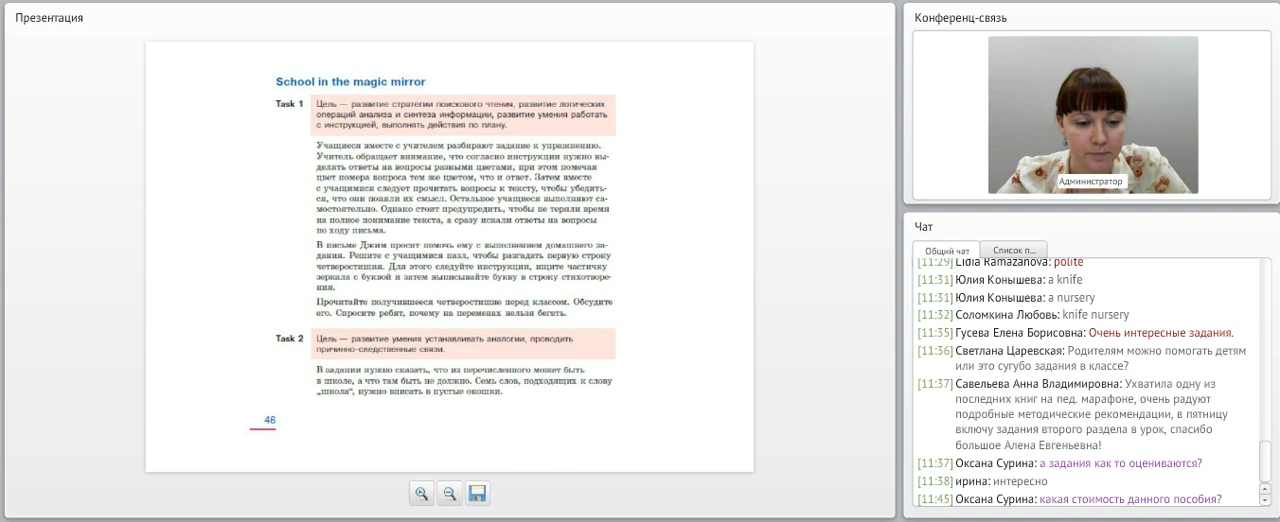 Презентация
School in the magic mirror
Task 1
Цель — развитие стратегии поискового чтения, развитие логических
операций анализа и синтеза информации, развитие умения работать
с инструкцией, выполнять действия по плану.
Учащиеся вместе с учителем разбирают задание к упражнению.
Учитель обращает внимание, что согласно инструкции нужно вы-
делять ответы на вопросы разными цветами, при этом помечая
цвет номера вопроса тем же цветом, что и ответ. Затем вместе
с учащимися следует прочитать вопросы к тексту, чтобы убедить-
ся, что они поняли их смысл. Остальное учащиеся выполняют са-
мостоятельно. Однако стоит предупредить, чтобы не теряли время
на полное понимание текста, а сразу искали ответы на вопросы
по ходу письма.
В письме Джим просит помочь ему с выполнением домашнего за-
дания. Решите с учащимися пазл, чтобы разгадать первую строку
четверостишия. Для этого следуйте инструкции, ищите частичку
зеркала с буквой и затем выписывайте букву в строку стихотворе-
ния.
Прочитайте получившееся четверостишие перед классом. Обсудите
его. Спросите ребят, почему на переменах нельзя бегать.
Task 2
Цель — развитие умения устанавливать аналогии, проводить
причинно-следственные связи.
В задании нужно сказать, что из перечисленного может быть
в школе, а что там быть не должно. Семь слов, подходящих к слову
„школа“, нужно вписать в пустые окошки.
46
Конференц-связь
Администратор
Чат
Общий чат
Список п...
[11:29] Lidia Ramazanova: polite
[11:31] Юлия Конышева: a knife
[11:31] Юлия Конышева: a nursery
[11:32] Соломкина Любовь: knife nursery
[11:35] Гусева Елена Борисовна: Очень интересные задания.
[11:36] Светлана Царевская: Родителям можно помогать детям
или это сугубо задания в классе?
[11:37] Савельева Анна Владимировна: Ухватила одну из
последних книг на пед. марафоне, очень радуют
подробные методические рекомендации, в пятницу
включу задания второго раздела в урок, спасибо
большое Алена Евгеньевна!
[11:37] Оксана Сурина: а задания как то оцениваются?
[11:38] ирина: интересно
[11:45] Оксана Сурина: какая стоимость данного пособия?